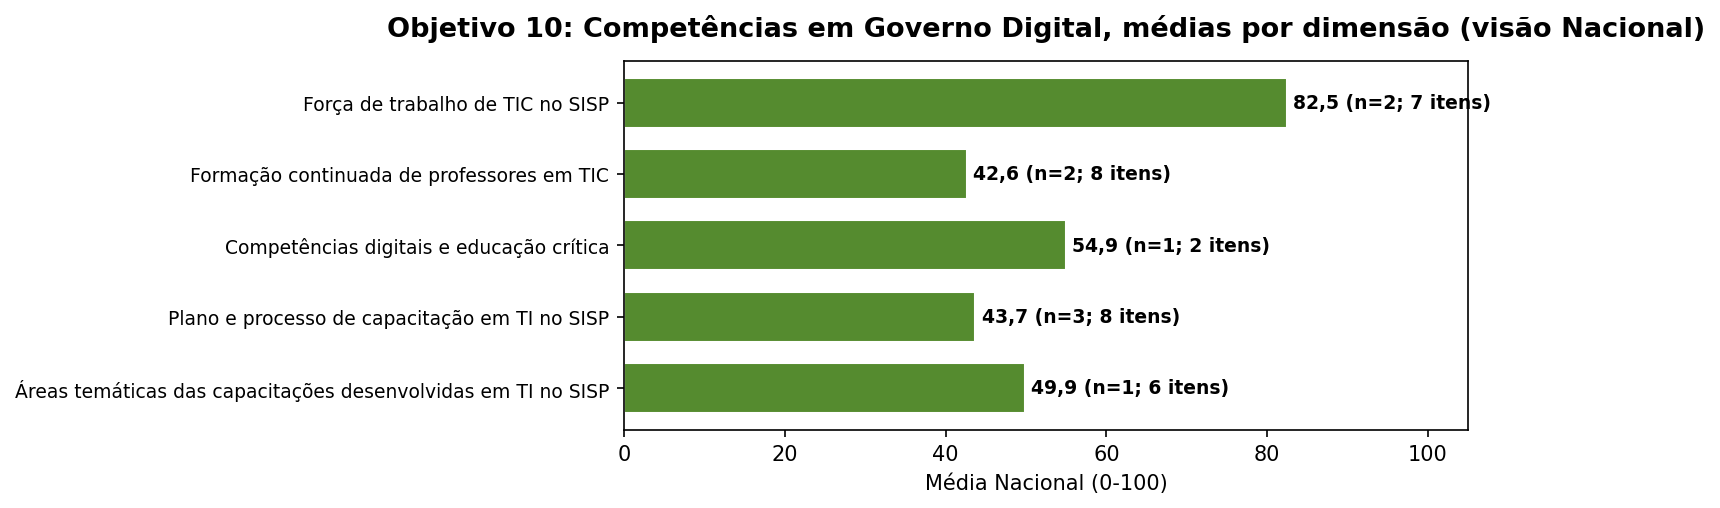 Objetivo 10: Competências em Governo Digital, médias por dimensão (visão Nacional)
Força de trabalho de TIC no SISP
82,5 (n=2; 7 itens)
Formação continuada de professores em TIC
42,6 (n=2; 8 itens)
Competências digitais e educação crítica
54,9 (n=1; 2 itens)
Plano e processo de capacitação em TI no SISP
43,7 (n=3; 8 itens)
Áreas temáticas das capacitações desenvolvidas em TI no SISP
49,9 (n=1; 6 itens)
0 20 40 60 80 100
Média Nacional (0-100)